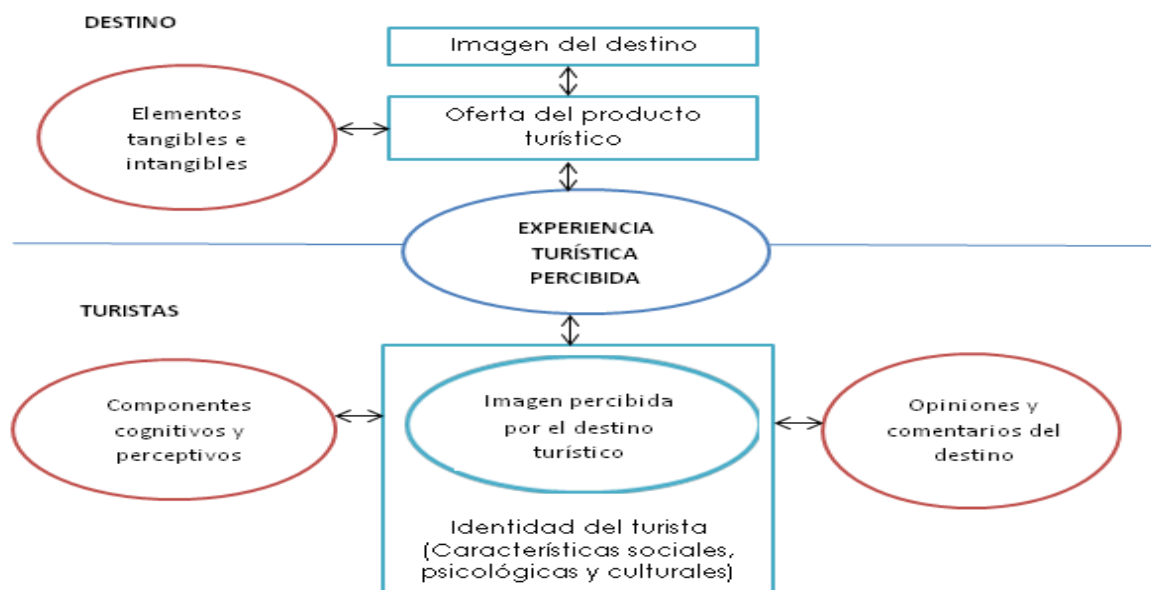 DESTINO
Imagen del destino
Elementos
tangibles e
intangibles
Oferta del producto
turístico
EXPERIENCIA
TURÍSTICA
PERCIBIDA
TURISTAS
Componentes
cognitivos y
perceptivos
Imagen percibida
por el destino
turístico
Opiniones y
comentarios del
destino
Identidad del turista
(Características sociales,
psicológicas y culturales)